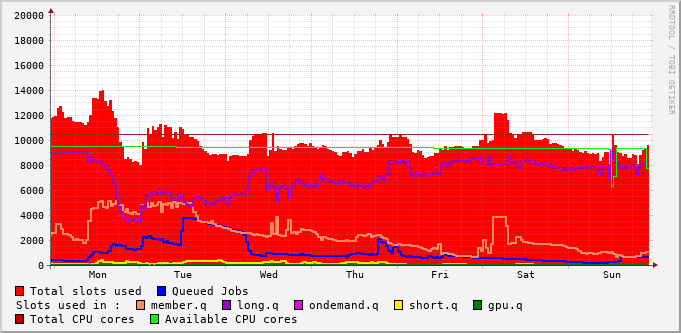 20000
18000
16000
14000
12000
10000
8000
6000
4000
2000
0
Mon Tue Wed Thu Fri Sat Sun
RRDTOOL / TOBI OETIKER
Total slots used Queued Jobs
Slots used in : member.q long.q ondemand.q short.q gpu.q
Total CPU cores Available CPU cores